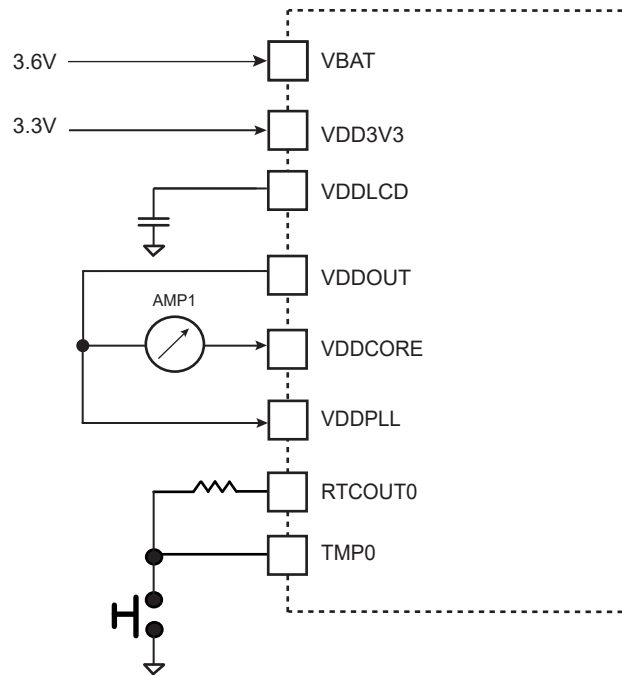 3.6V
VBAT
3.3V
VDD3V3
VDDLCD
VDDOUT
AMP1
VDDCORE
VDDPLL
RTCOUT0
TMP0